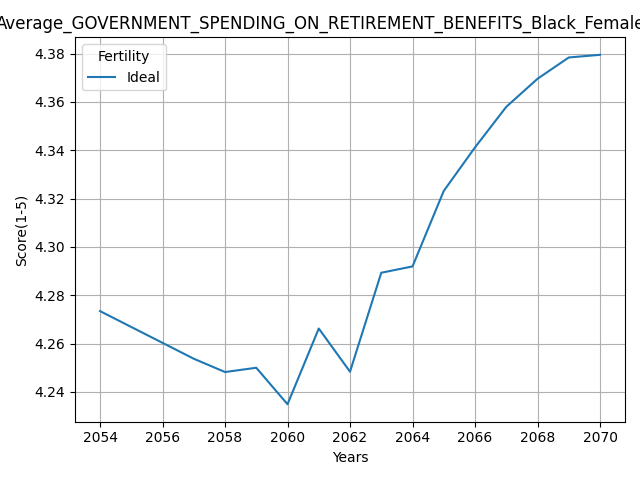 Average_GOVERNMENT_SPENDING_ON_RETIREMENT_BENEFITS_Black_Female
Fertility
Ideal
4.38
4.36
4.34
4.32
4.30
4.28
4.26
4.24
Score(1-5)
2054 2056 2058 2060 2062 2064 2066 2068 2070
Years